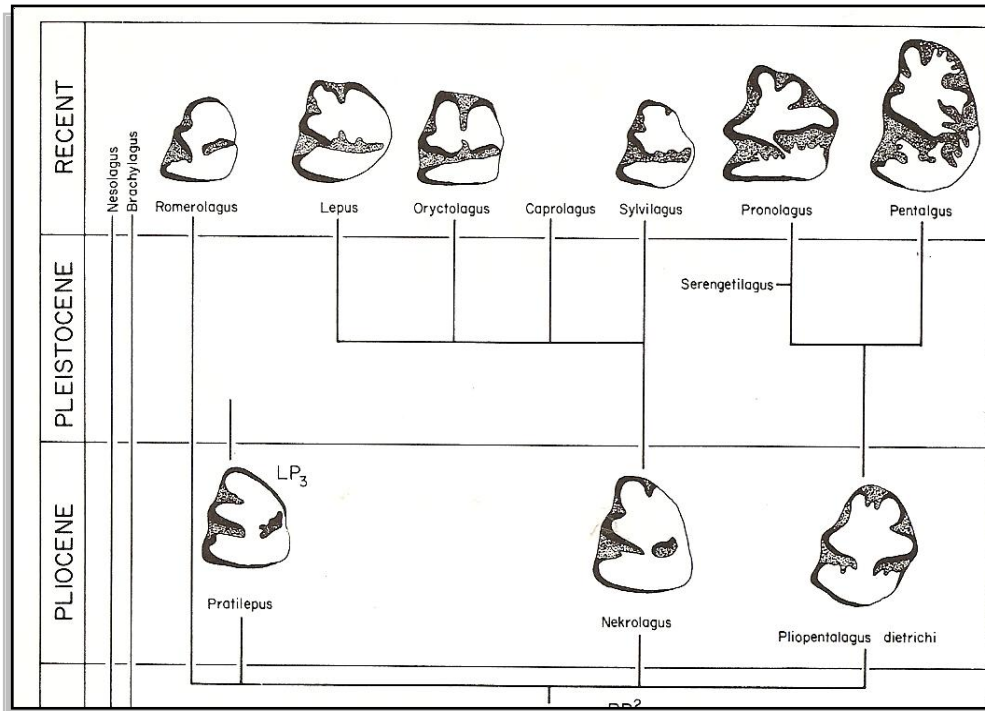 RECENT
Nesolagus
Brachylagus
Romerolagus
Lepus
Oryctolagus
Caprolagus
Sylvilagus
Pronolagus
Pentalgus
PLEISTOCENE
Serengetilagus
PLIOCENE
LP₃
Pratilepus
Nekrolagus
Pliopentalagus dietrichi